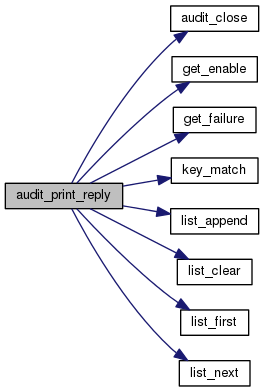 audit_close
get_enable
get_failure
key_match
audit_print_reply
list_append
list_clear
list_first
list_next